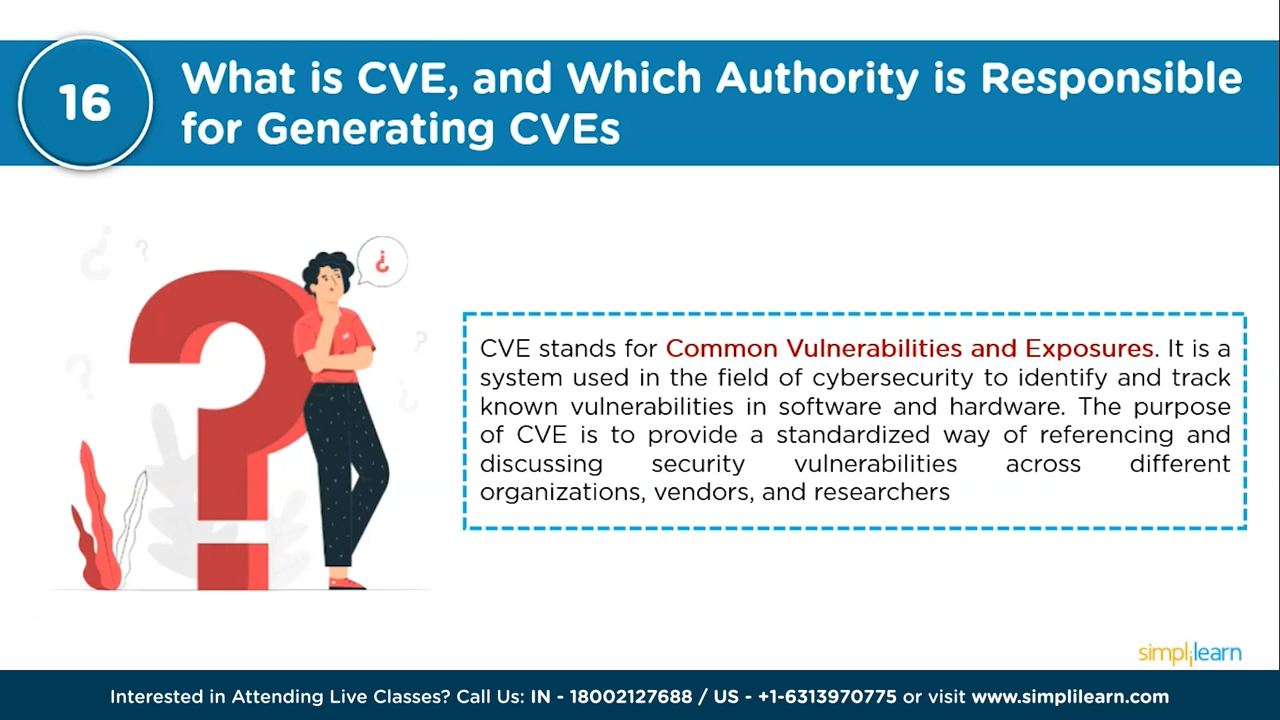 16
What is CVE, and Which Authority is Responsible
for Generating CVEs
¿
?
¿
?
?
¿
?
CVE stands for Common Vulnerabilities and Exposures. It is a
system used in the field of cybersecurity to identify and track
known vulnerabilities in software and hardware. The purpose
of CVE is to provide a standardized way of referencing and
discussing security vulnerabilities across different
organizations, vendors, and researchers
simplilearn
Interested in Attending Live Classes? Call Us: IN - 18002127688 / US - +1-6313970775 or visit www.simplilearn.com